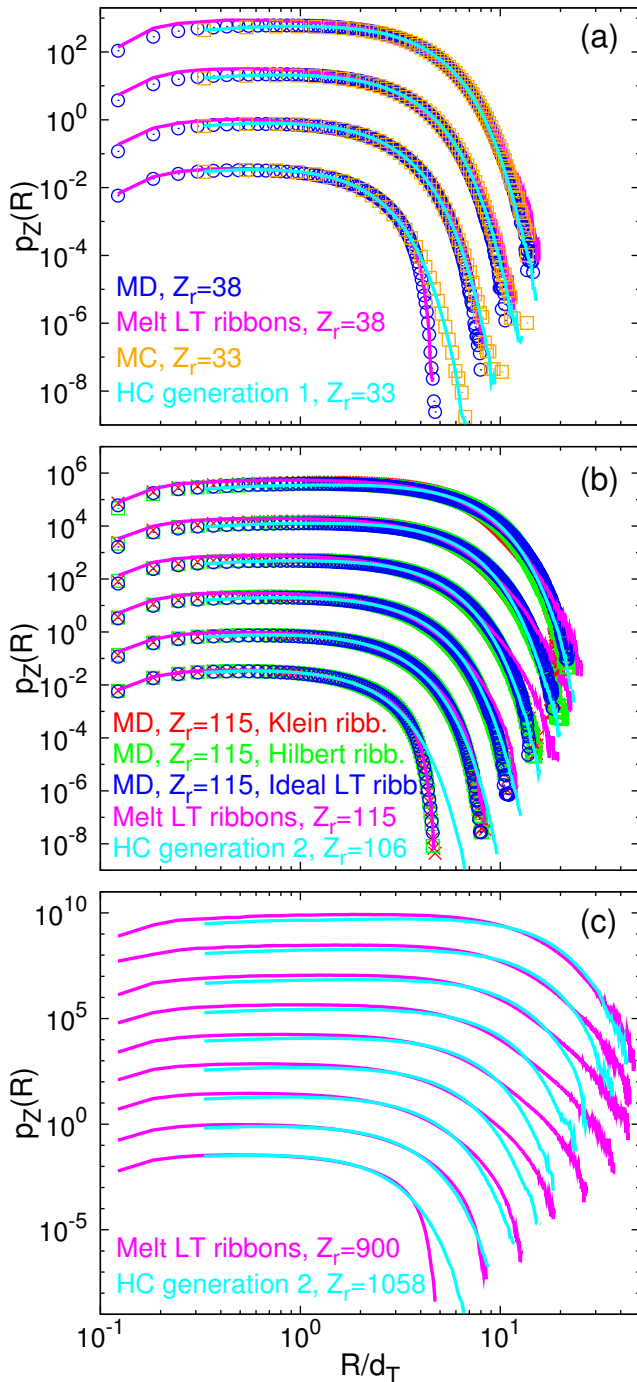 (a)
10^2
10^0
10^-2
10^-4
10^-6
10^-8
p_Z(R)
MD, Z_r=38
Melt LT ribbons, Z_r=38
MC, Z_r=33
HC generation 1, Z_r=33
(b)
10^6
10^4
10^2
10^0
10^-2
10^-4
10^-6
10^-8
p_Z(R)
MD, Z_r=115, Klein ribb.
MD, Z_r=115, Hilbert ribb.
MD, Z_r=115, Ideal LT ribb
Melt LT ribbons, Z_r=115
HC generation 2, Z_r=106
(c)
10^10
10^5
10^0
10^-5
p_Z(R)
Melt LT ribbons, Z_r=900
HC generation 2, Z_r=1058
10^-1 10^0 10^1
R/d_T